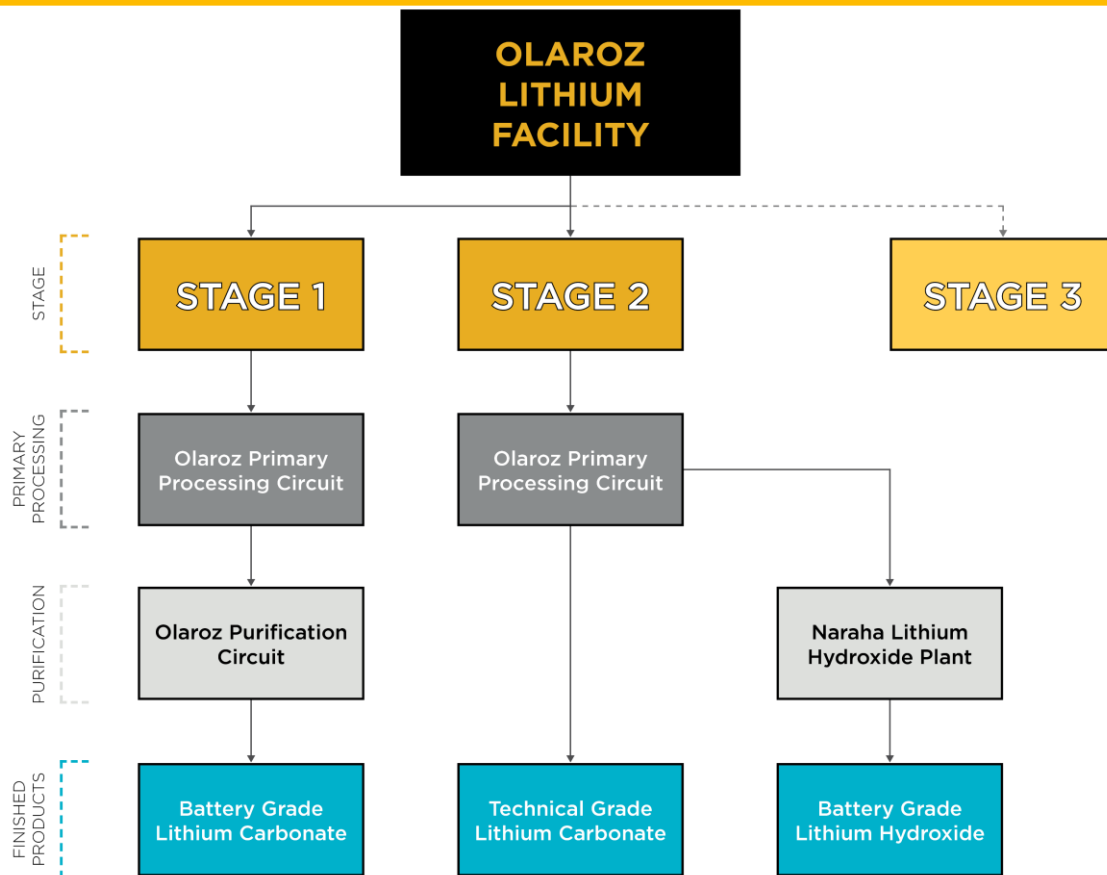 OLAROZ
LITHIUM
FACILITY
STAGE
STAGE 1
STAGE 2
STAGE 3
PRIMARY
PROCESSING
Olaroz Primary
Processing Circuit
Olaroz Primary
Processing Circuit
PURIFICATION
Olaroz Purification
Circuit
Naraha Lithium
Hydroxide Plant
FINISHED
PRODUCTS
Battery Grade
Lithium Carbonate
Technical Grade
Lithium Carbonate
Battery Grade
Lithium Hydroxide